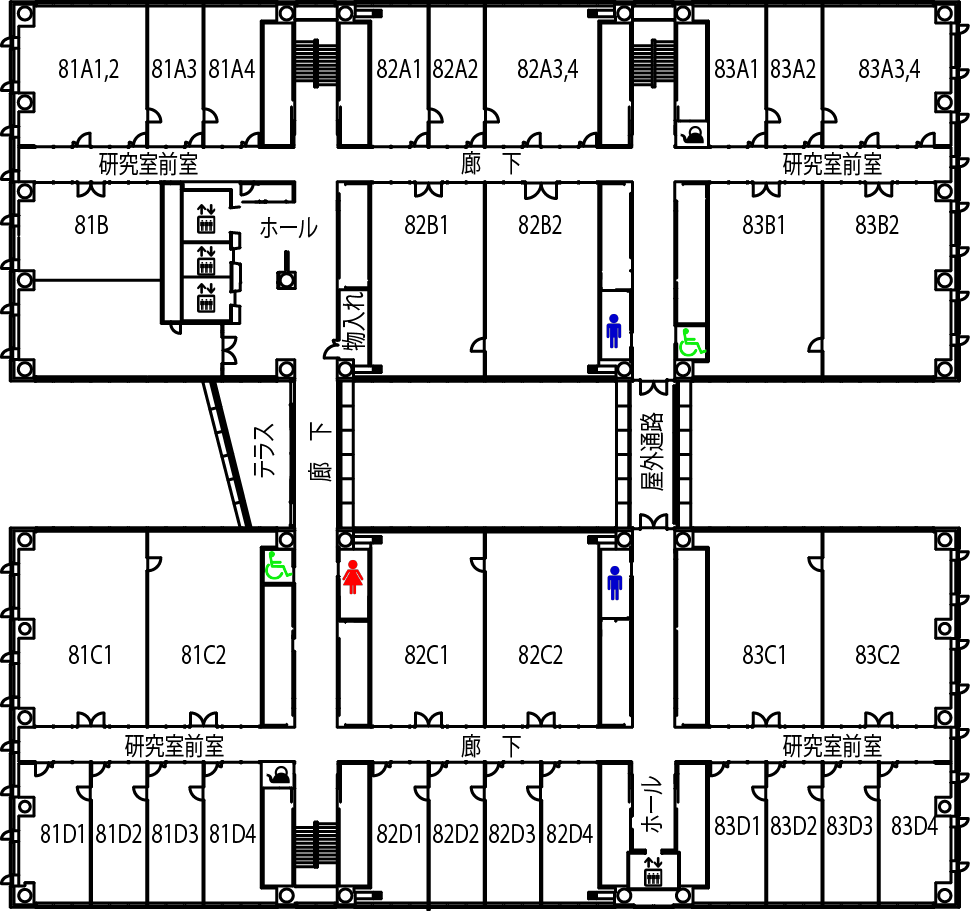 81A1,2
81A3
81A4
82A1
82A2
82A3,4
83A1
83A2
83A3,4
研究室前室
廊 下
研究室前室
81B
ホール
82B1
82B2
83B1
83B2
物入れ
テラス
廊 下
屋外通路
81C1
81C2
82C1
82C2
83C1
83C2
研究室前室
廊 下
研究室前室
ホール
81D1
81D2
81D3
81D4
82D1
82D2
82D3
82D4
83D1
83D2
83D3
83D4